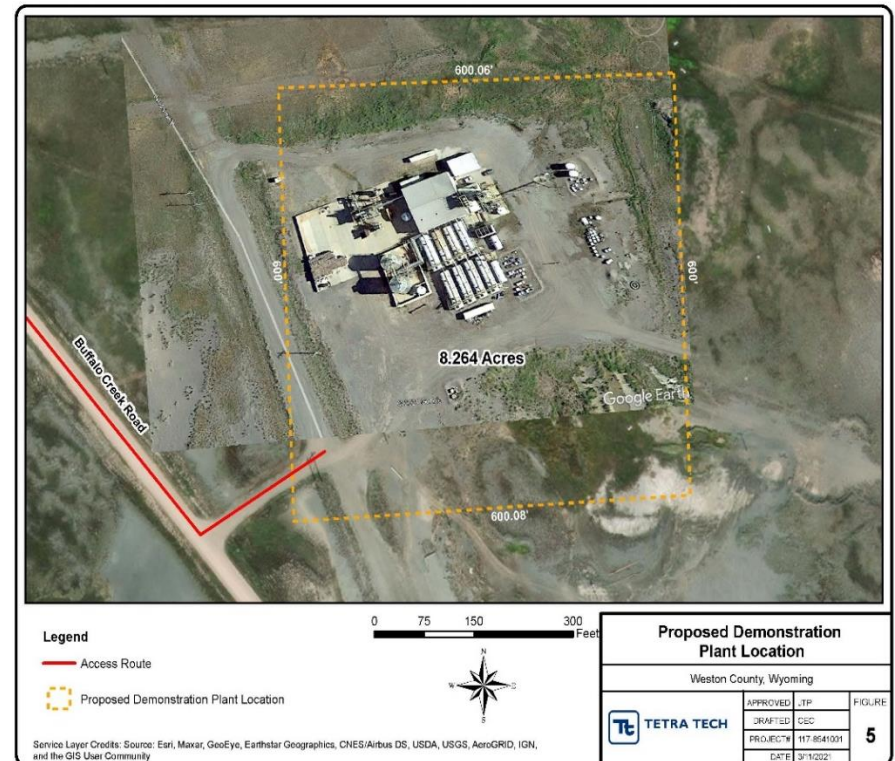 600.06'
600'
600'
8.264 Acres
Google Earth
Buffalo Creek Road
600.08'
Legend
Access Route
Proposed Demonstration Plant Location
0 75 150 300
Feet
N
W
E
S
Proposed Demonstration
Plant Location
Weston County, Wyoming
TETRA TECH
APPROVED JTP
DRAFTED CEC
PROJECT# 117-8541001
DATE 3/11/2021
FIGURE
5
Service Layer Credits: Source: Esri, Maxar, GeoEye, Earthstar Geographics, CNES/Airbus DS, USDA, USGS, AeroGRID, IGN,
and the GIS User Community